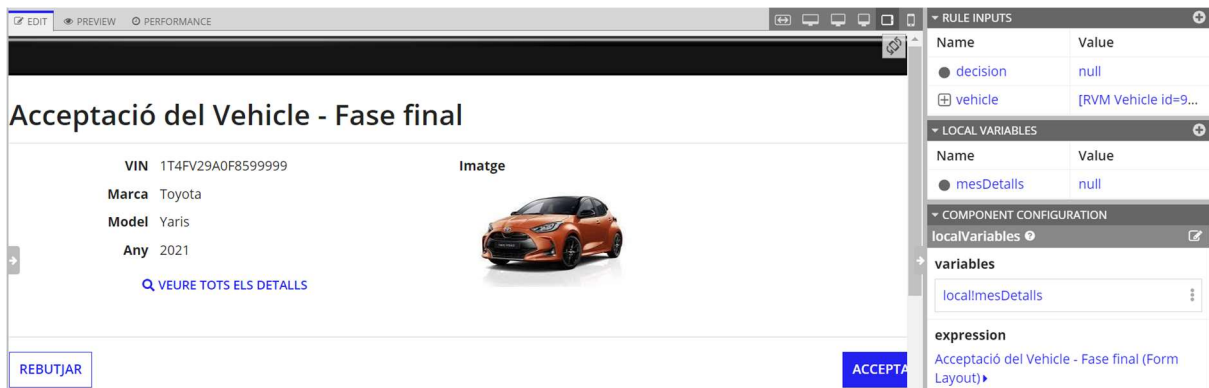 EDIT PREVIEW PERFORMANCE
Acceptació del Vehicle - Fase final
VIN 1T4FV29A0F8599999
Marca Toyota
Model Yaris
Any 2021
VEURE TOTS ELS DETALLS
Imatge
REBUTJAR
ACCEPTA
RULE INPUTS
Name Value
decision null
vehicle [RVM Vehicle id=9...
LOCAL VARIABLES
Name Value
mesDetalls null
COMPONENT CONFIGURATION
localVariables
variables
local!mesDetalls
expression
Acceptació del Vehicle - Fase final (Form
Layout)